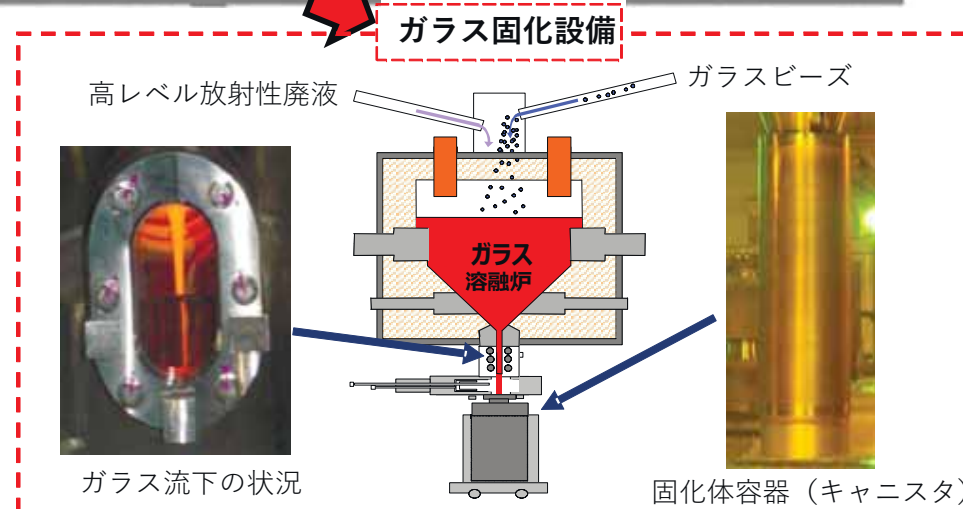 ガラス固化設備
高レベル放射性廃液
ガラスビーズ
ガラス
溶融炉
ガラス流下の状況
固化体容器（キャニスタ）